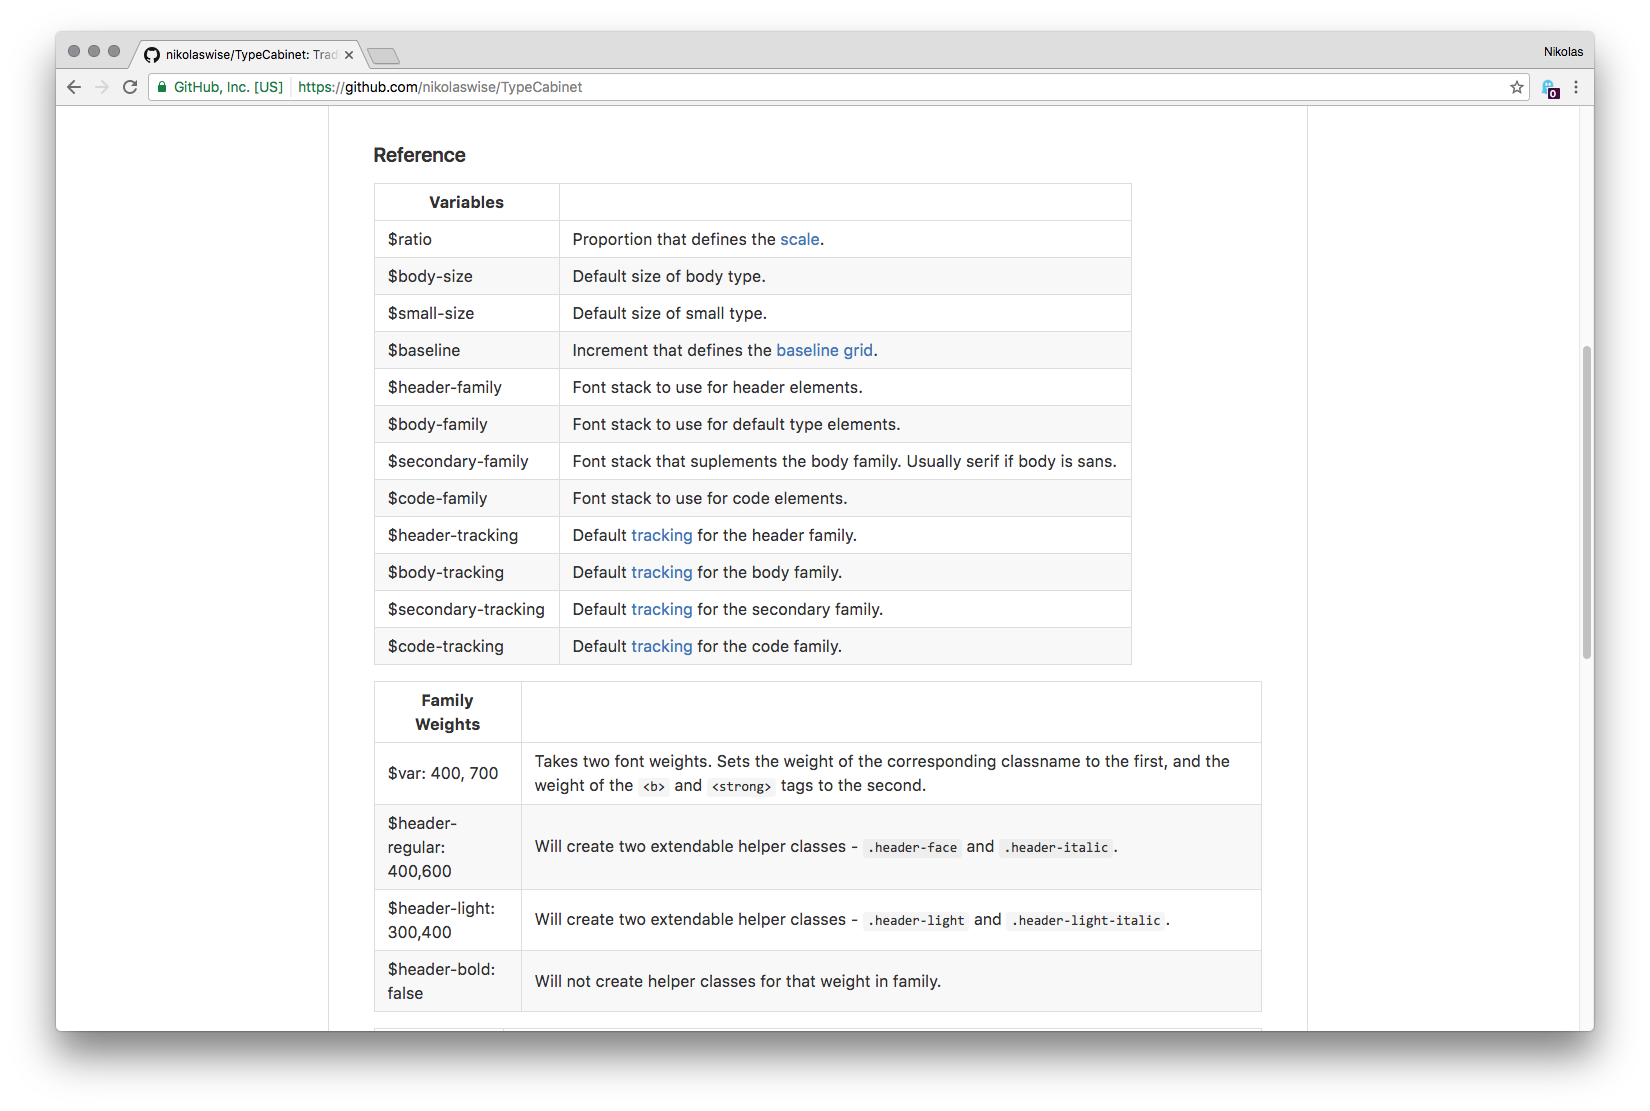 nikolaswise/TypeCabinet: Trad
Nikolas
GitHub, Inc. [US]
https://github.com/nikolaswise/TypeCabinet
0
Reference
Variables
$ratio Proportion that defines the scale.
$body-size Default size of body type.
$small-size Default size of small type.
$baseline Increment that defines the baseline grid.
$header-family Font stack to use for header elements.
$body-family Font stack to use for default type elements.
$secondary-family Font stack that suplements the body family. Usually serif if body is sans.
$code-family Font stack to use for code elements.
$header-tracking Default tracking for the header family.
$body-tracking Default tracking for the body family.
$secondary-tracking Default tracking for the secondary family.
$code-tracking Default tracking for the code family.
Family
Weights
$var: 400, 700
Takes two font weights. Sets the weight of the corresponding classname to the first, and the
weight of the <b> and <strong> tags to the second.
$header-
regular:
400,600
Will create two extendable helper classes - .header-face and .header-italic.
$header-light:
300,400
Will create two extendable helper classes - .header-light and .header-light-italic.
$header-bold:
false
Will not create helper classes for that weight in family.